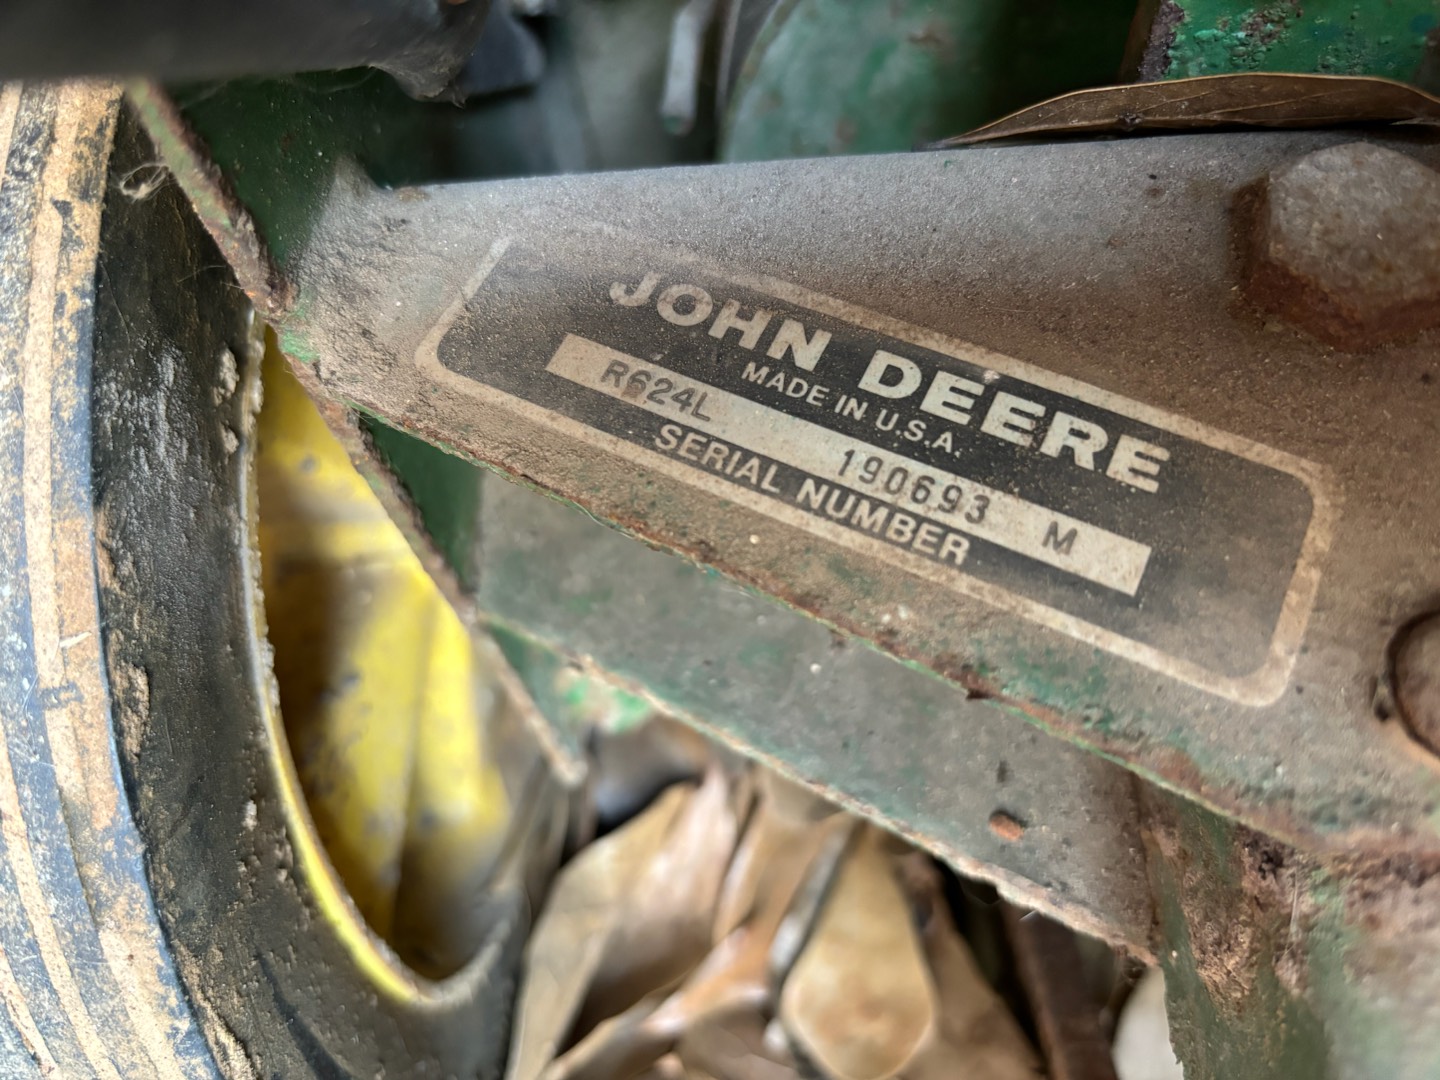 JOHN DEERE
MADE IN U.S.A.
R624L 190693 M
SERIAL NUMBER